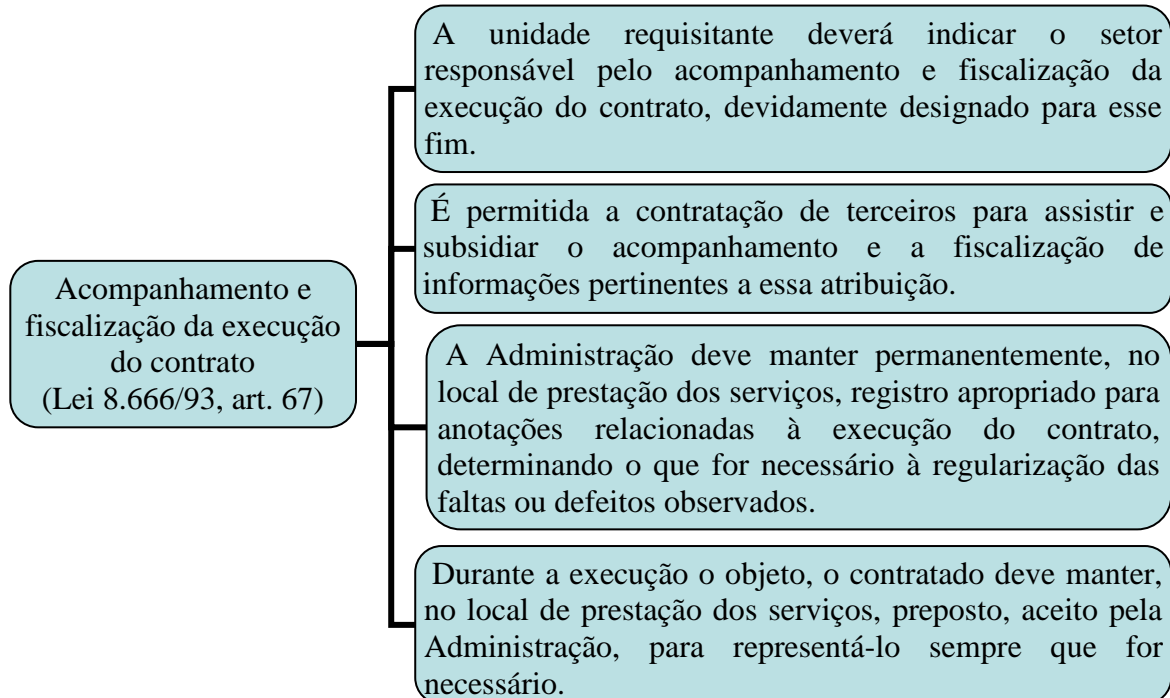 A unidade requisitante deverá indicar o setor
responsável pelo acompanhamento e fiscalização da
execução do contrato, devidamente designado para esse
fim.
É permitida a contratação de terceiros para assistir e
subsidiar o acompanhamento e a fiscalização de
informações pertinentes a essa atribuição.
Acompanhamento e
fiscalização da execução
do contrato
(Lei 8.666/93, art. 67)
A Administração deve manter permanentemente, no
local de prestação dos serviços, registro apropriado para
anotações relacionadas à execução do contrato,
determinando o que for necessário à regularização das
faltas ou defeitos observados.
Durante a execução o objeto, o contratado deve manter,
no local de prestação dos serviços, preposto, aceito pela
Administração, para representá-lo sempre que for
necessário.